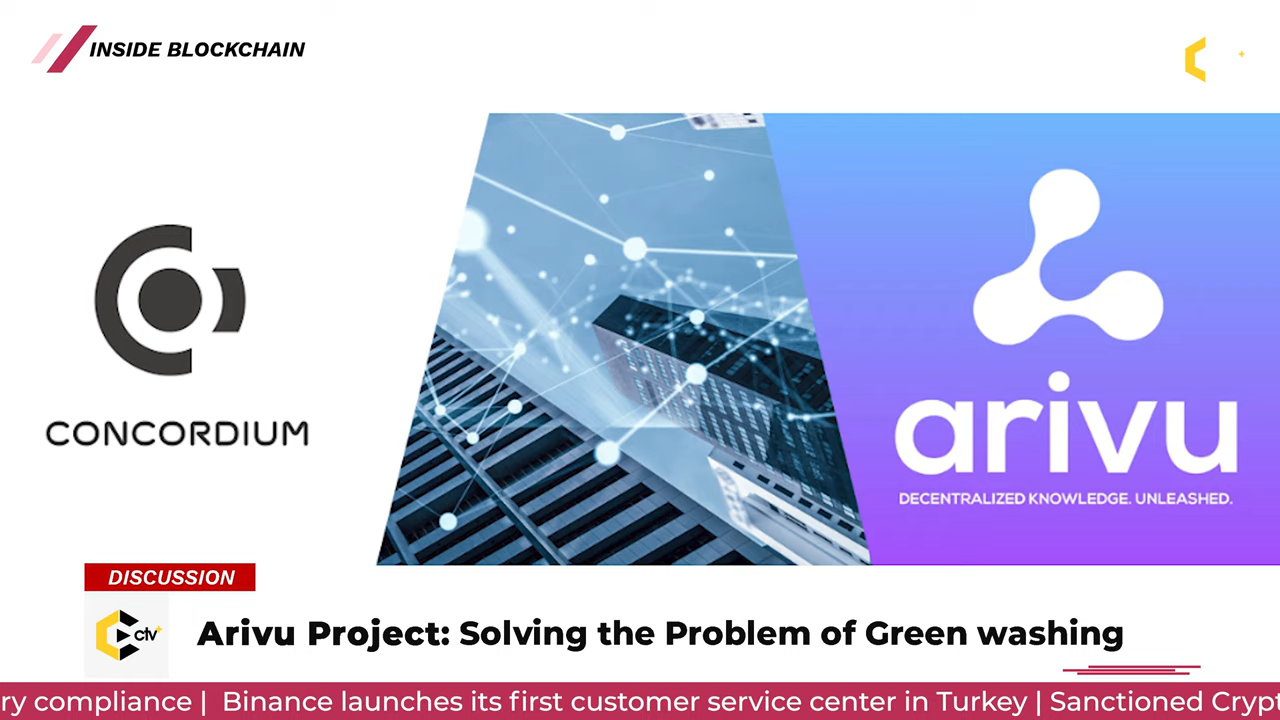 INSIDE BLOCKCHAIN
CONCORDIUM
arivu
DECENTRALIZED KNOWLEDGE. UNLEASHED.
DISCUSSION
ctv
Arivu Project: Solving the Problem of Green washing
ry compliance | Binance launches its first customer service center in Turkey | Sanctioned Cryp